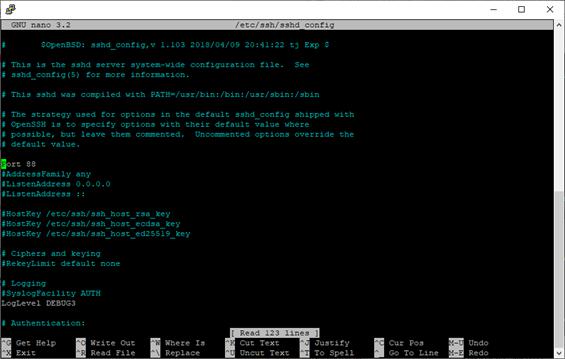 GNU nano 3.2 /etc/ssh/sshd_config
# $OpenBSD: sshd_config,v 1.103 2018/04/09 20:41:22 tj Exp $
# This is the sshd server system-wide configuration file. See
# sshd_config(5) for more information.
# This sshd was compiled with PATH=/usr/bin:/bin:/usr/sbin:/sbin
# The strategy used for options in the default sshd_config shipped with
# OpenSSH is to specify options with their default value where
# possible, but leave them commented. Uncommented options override the
# default value.
Port 88
#AddressFamily any
#ListenAddress 0.0.0.0
#ListenAddress ::
#HostKey /etc/ssh/ssh_host_rsa_key
#HostKey /etc/ssh/ssh_host_ecdsa_key
#HostKey /etc/ssh/ssh_host_ed25519_key
# Ciphers and keying
#RekeyLimit default none
# Logging
#SyslogFacility AUTH
LogLevel DEBUG3
# Authentication:
[ Read 123 lines ]
^G Get Help ^O Write Out ^W Where Is ^K Cut Text ^J Justify ^C Cur Pos M-U Undo
^X Exit ^R Read File ^\ Replace ^U Uncut Text ^T To Spell ^_ Go To Line M-E Redo